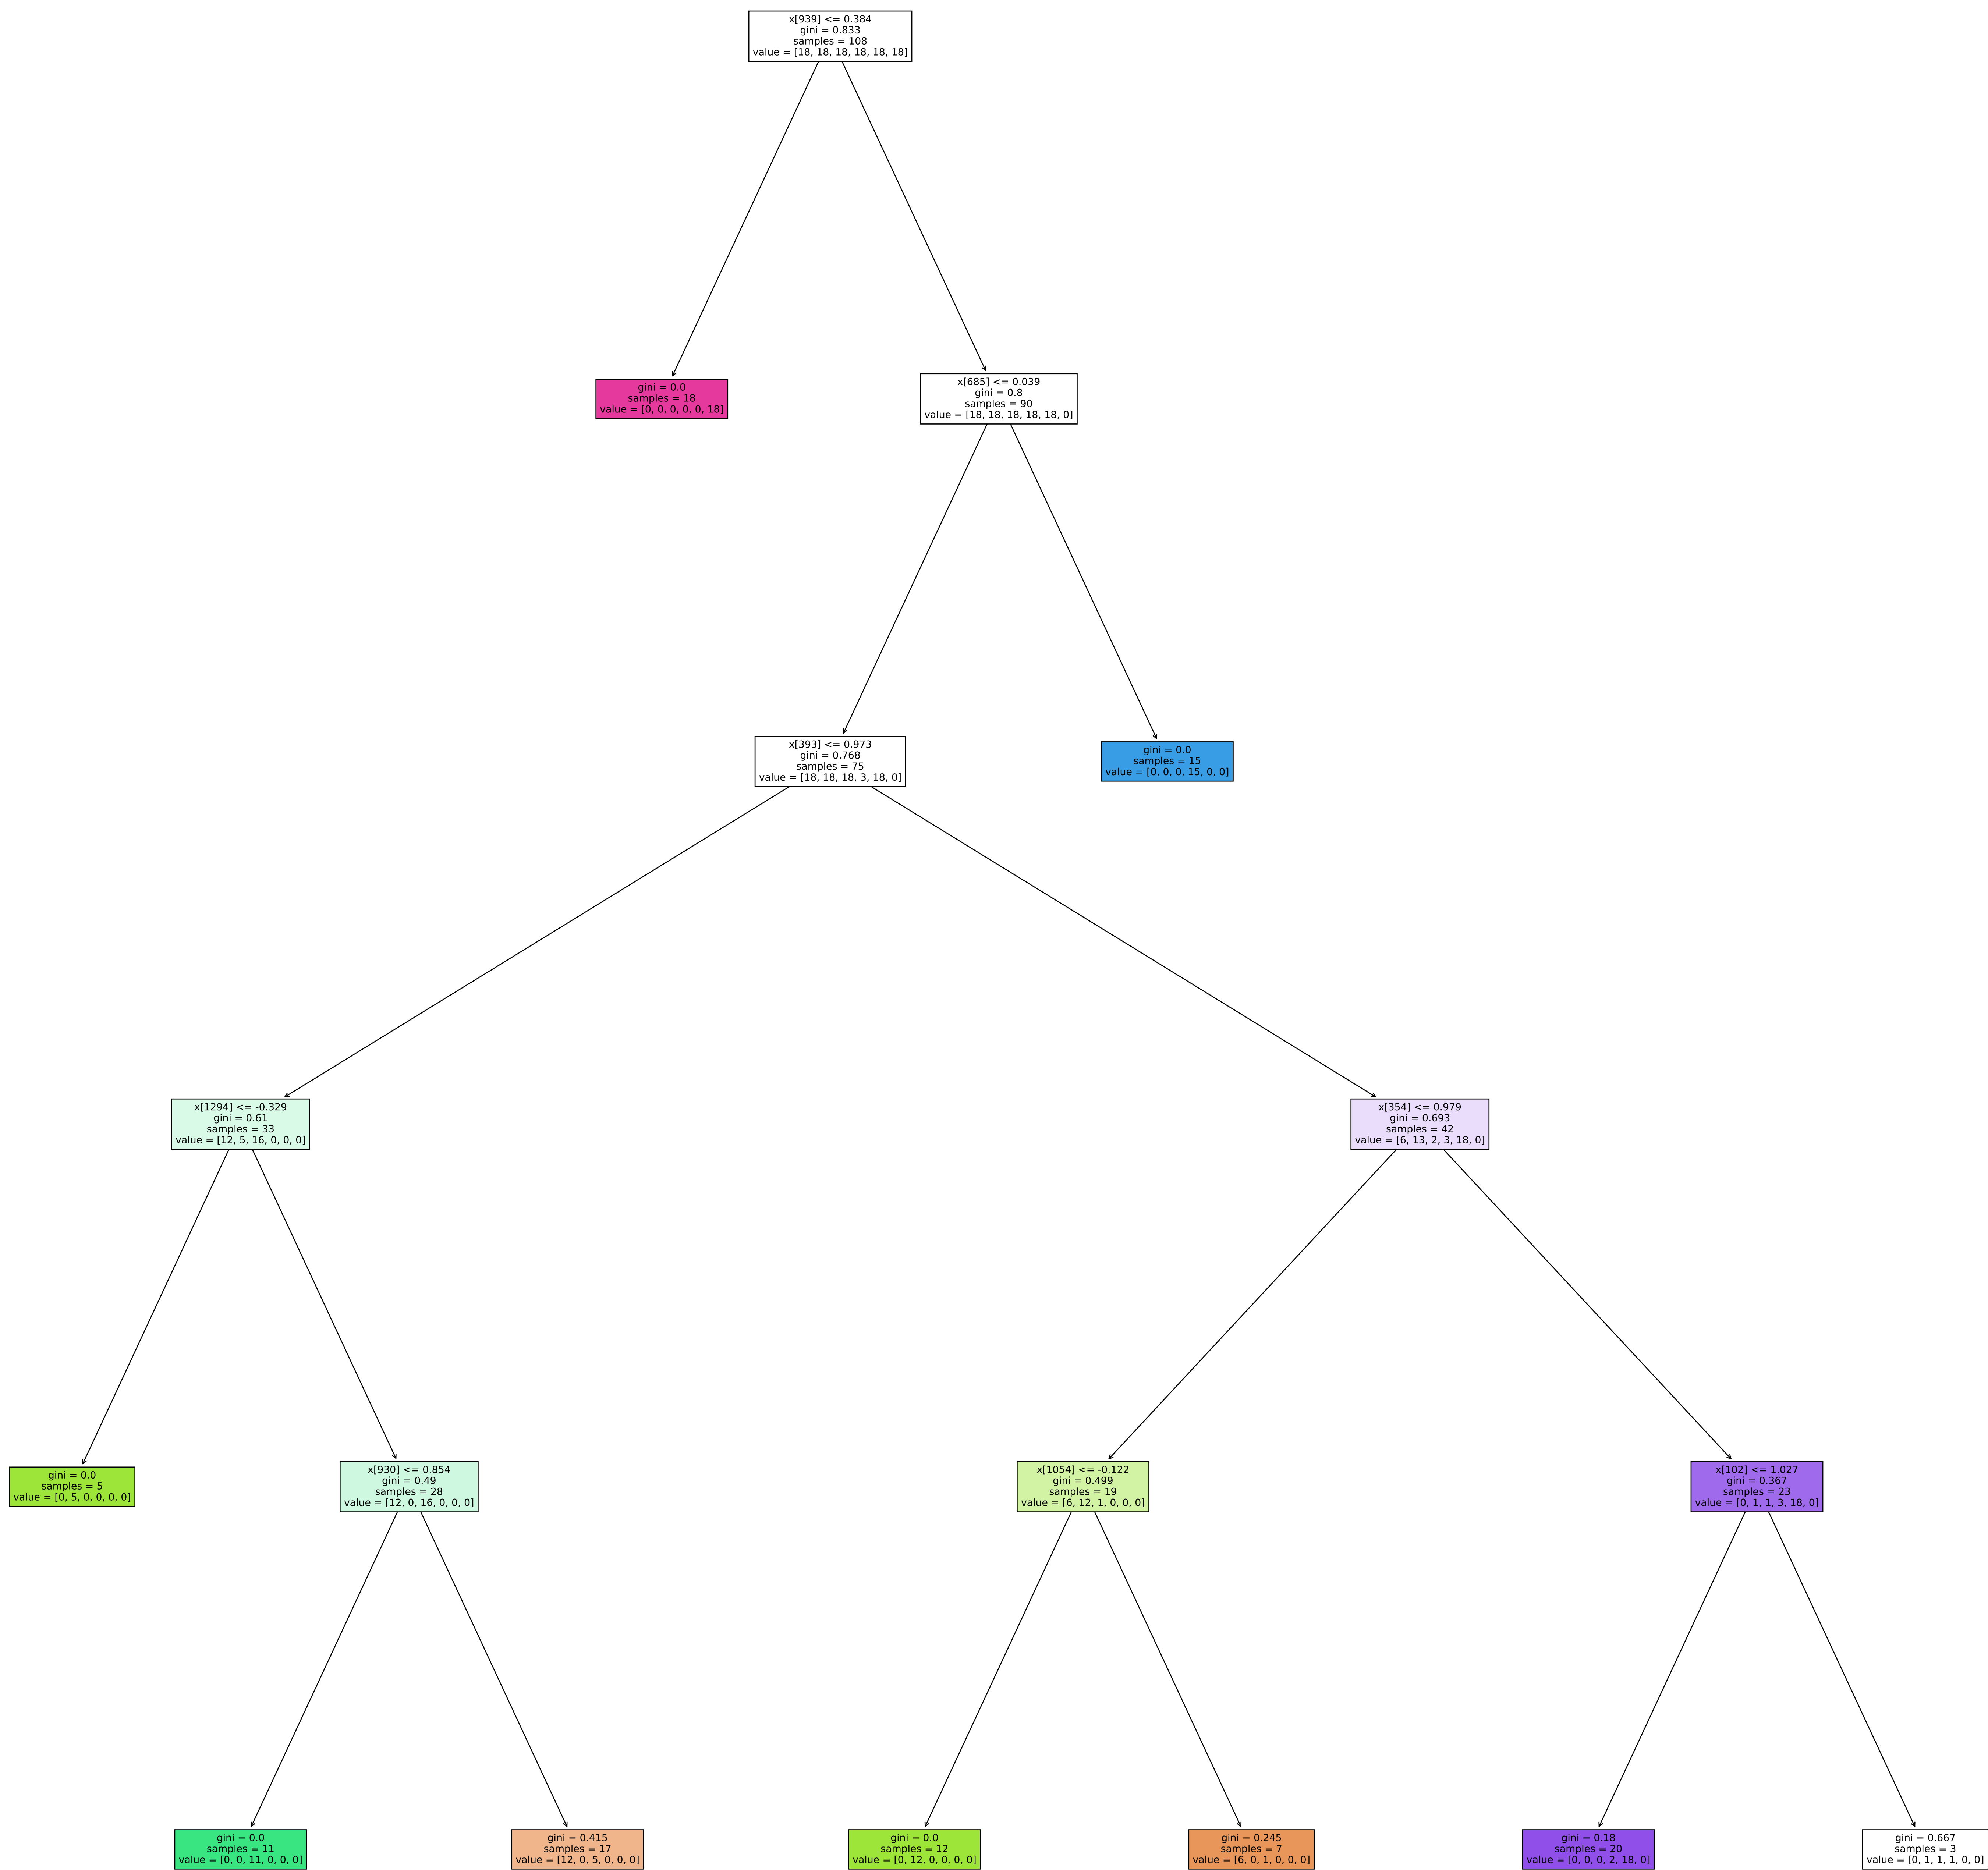 x[939] <= 0.384
gini = 0.833
samples = 108
value = [18, 18, 18, 18, 18, 18]
gini = 0.0
samples = 18
value = [0, 0, 0, 0, 0, 18]
x[685] <= 0.039
gini = 0.8
samples = 90
value = [18, 18, 18, 18, 18, 0]
x[393] <= 0.973
gini = 0.768
samples = 75
value = [18, 18, 18, 3, 18, 0]
gini = 0.0
samples = 15
value = [0, 0, 0, 15, 0, 0]
x[1294] <= -0.329
gini = 0.61
samples = 33
value = [12, 5, 16, 0, 0, 0]
x[354] <= 0.979
gini = 0.693
samples = 42
value = [6, 13, 2, 3, 18, 0]
gini = 0.0
samples = 5
value = [0, 5, 0, 0, 0, 0]
x[930] <= 0.854
gini = 0.49
samples = 28
value = [12, 0, 16, 0, 0, 0]
x[1054] <= -0.122
gini = 0.499
samples = 19
value = [6, 12, 1, 0, 0, 0]
x[102] <= 1.027
gini = 0.367
samples = 23
value = [0, 1, 1, 3, 18, 0]
gini = 0.0
samples = 11
value = [0, 0, 11, 0, 0, 0]
gini = 0.415
samples = 17
value = [12, 0, 5, 0, 0, 0]
gini = 0.0
samples = 12
value = [0, 12, 0, 0, 0, 0]
gini = 0.245
samples = 7
value = [6, 0, 1, 0, 0, 0]
gini = 0.18
samples = 20
value = [0, 0, 0, 2, 18, 0]
gini = 0.667
samples = 3
value = [0, 1, 1, 1, 0, 0]